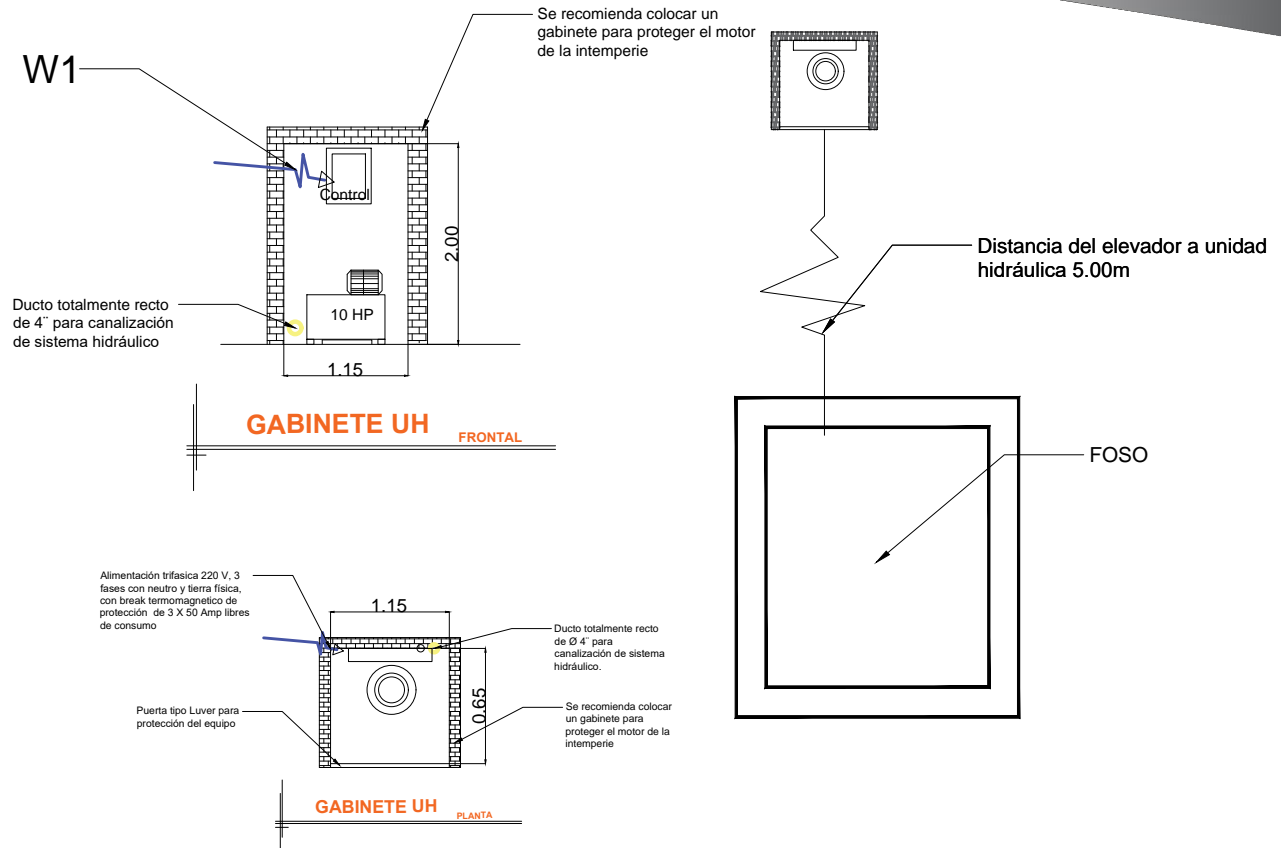 Se recomienda colocar un
gabinete para proteger el motor
de la intemperie
W1
Control
2.00
Ducto totalmente recto
de 4¨ para canalización
de sistema hidráulico
10 HP
1.15
GABINETE UH FRONTAL
Distancia del elevador a unidad
hidráulica 5.00m
FOSO
Alimentación trifasica 220 V, 3
fases con neutro y tierra física,
con break termomagnetico de
protección de 3 X 50 Amp libres
de consumo
1.15
Ducto totalmente recto
de Ø 4¨ para
canalización de sistema
hidráulico.
0.65
Puerta tipo Luver para
protección del equipo
Se recomienda colocar
un gabinete para
proteger el motor de la
intemperie
GABINETE UH PLANTA